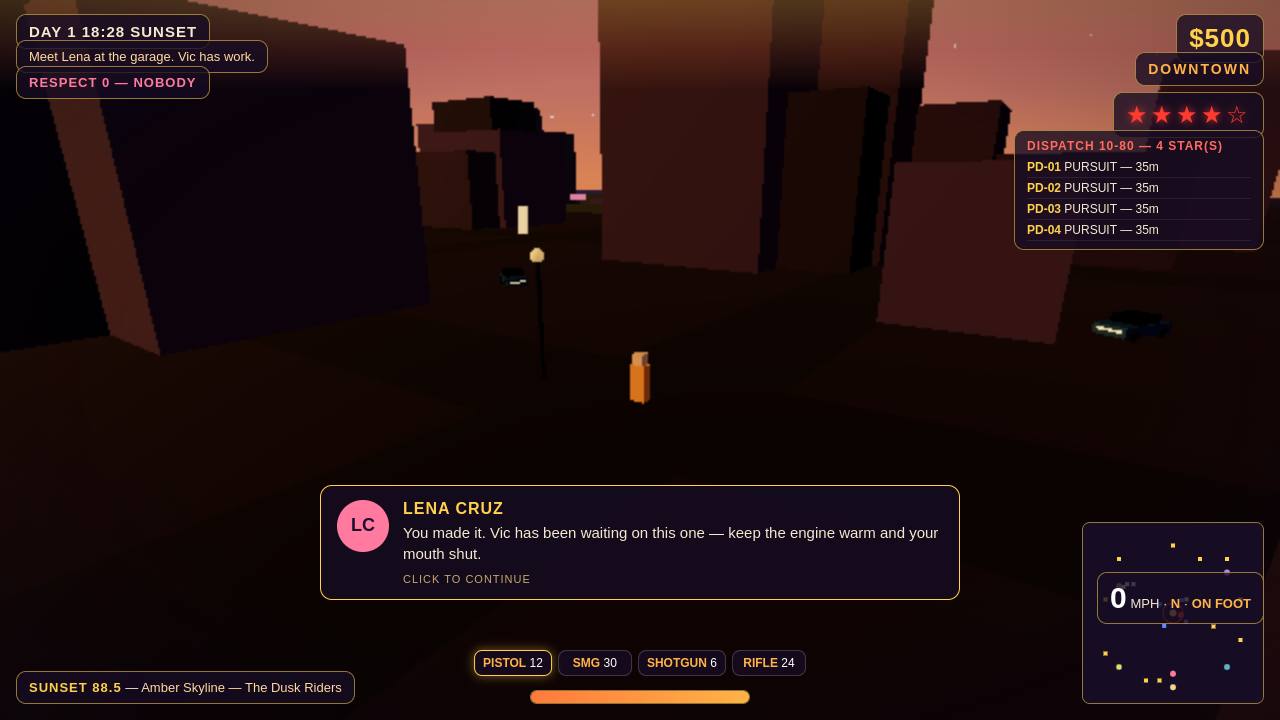 DAY 1 18:28 SUNSET
Meet Lena at the garage. Vic has work.
RESPECT 0 — NOBODY
$500
DOWNTOWN
★★★★☆
DISPATCH 10-80 — 4 STAR(S)
PD-01 PURSUIT — 35m
PD-02 PURSUIT — 35m
PD-03 PURSUIT — 35m
PD-04 PURSUIT — 35m
LC
LENA CRUZ
You made it. Vic has been waiting on this one — keep the engine warm and your
mouth shut.
CLICK TO CONTINUE
0 MPH · N · ON FOOT
PISTOL 12
SMG 30
SHOTGUN 6
RIFLE 24
SUNSET 88.5 — Amber Skyline — The Dusk Riders